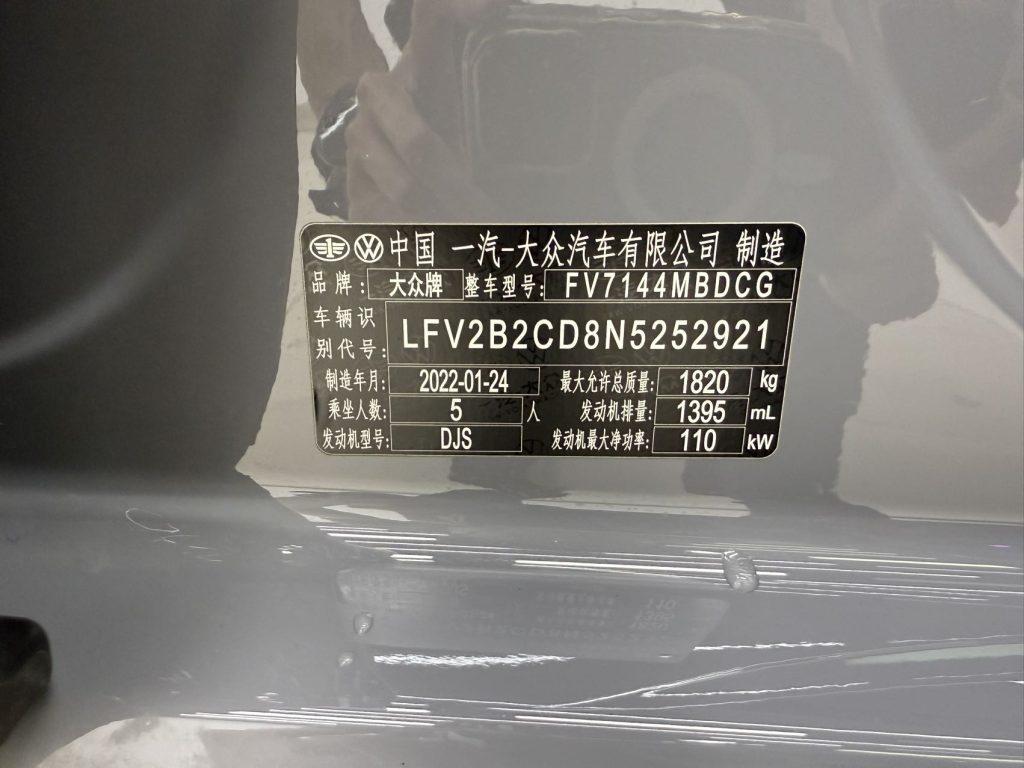 中国 一汽-大众汽车有限公司 制造
品牌: 大众牌 整车型号: FV7144MBDCG
车辆识别代号: LFV2B2CD8N5252921
制造年月: 2022-01-24 最大允许总质量: 1820 kg
乘坐人数: 5 人 发动机排量: 1395 mL
发动机型号: DJS 发动机最大净功率: 110 kW